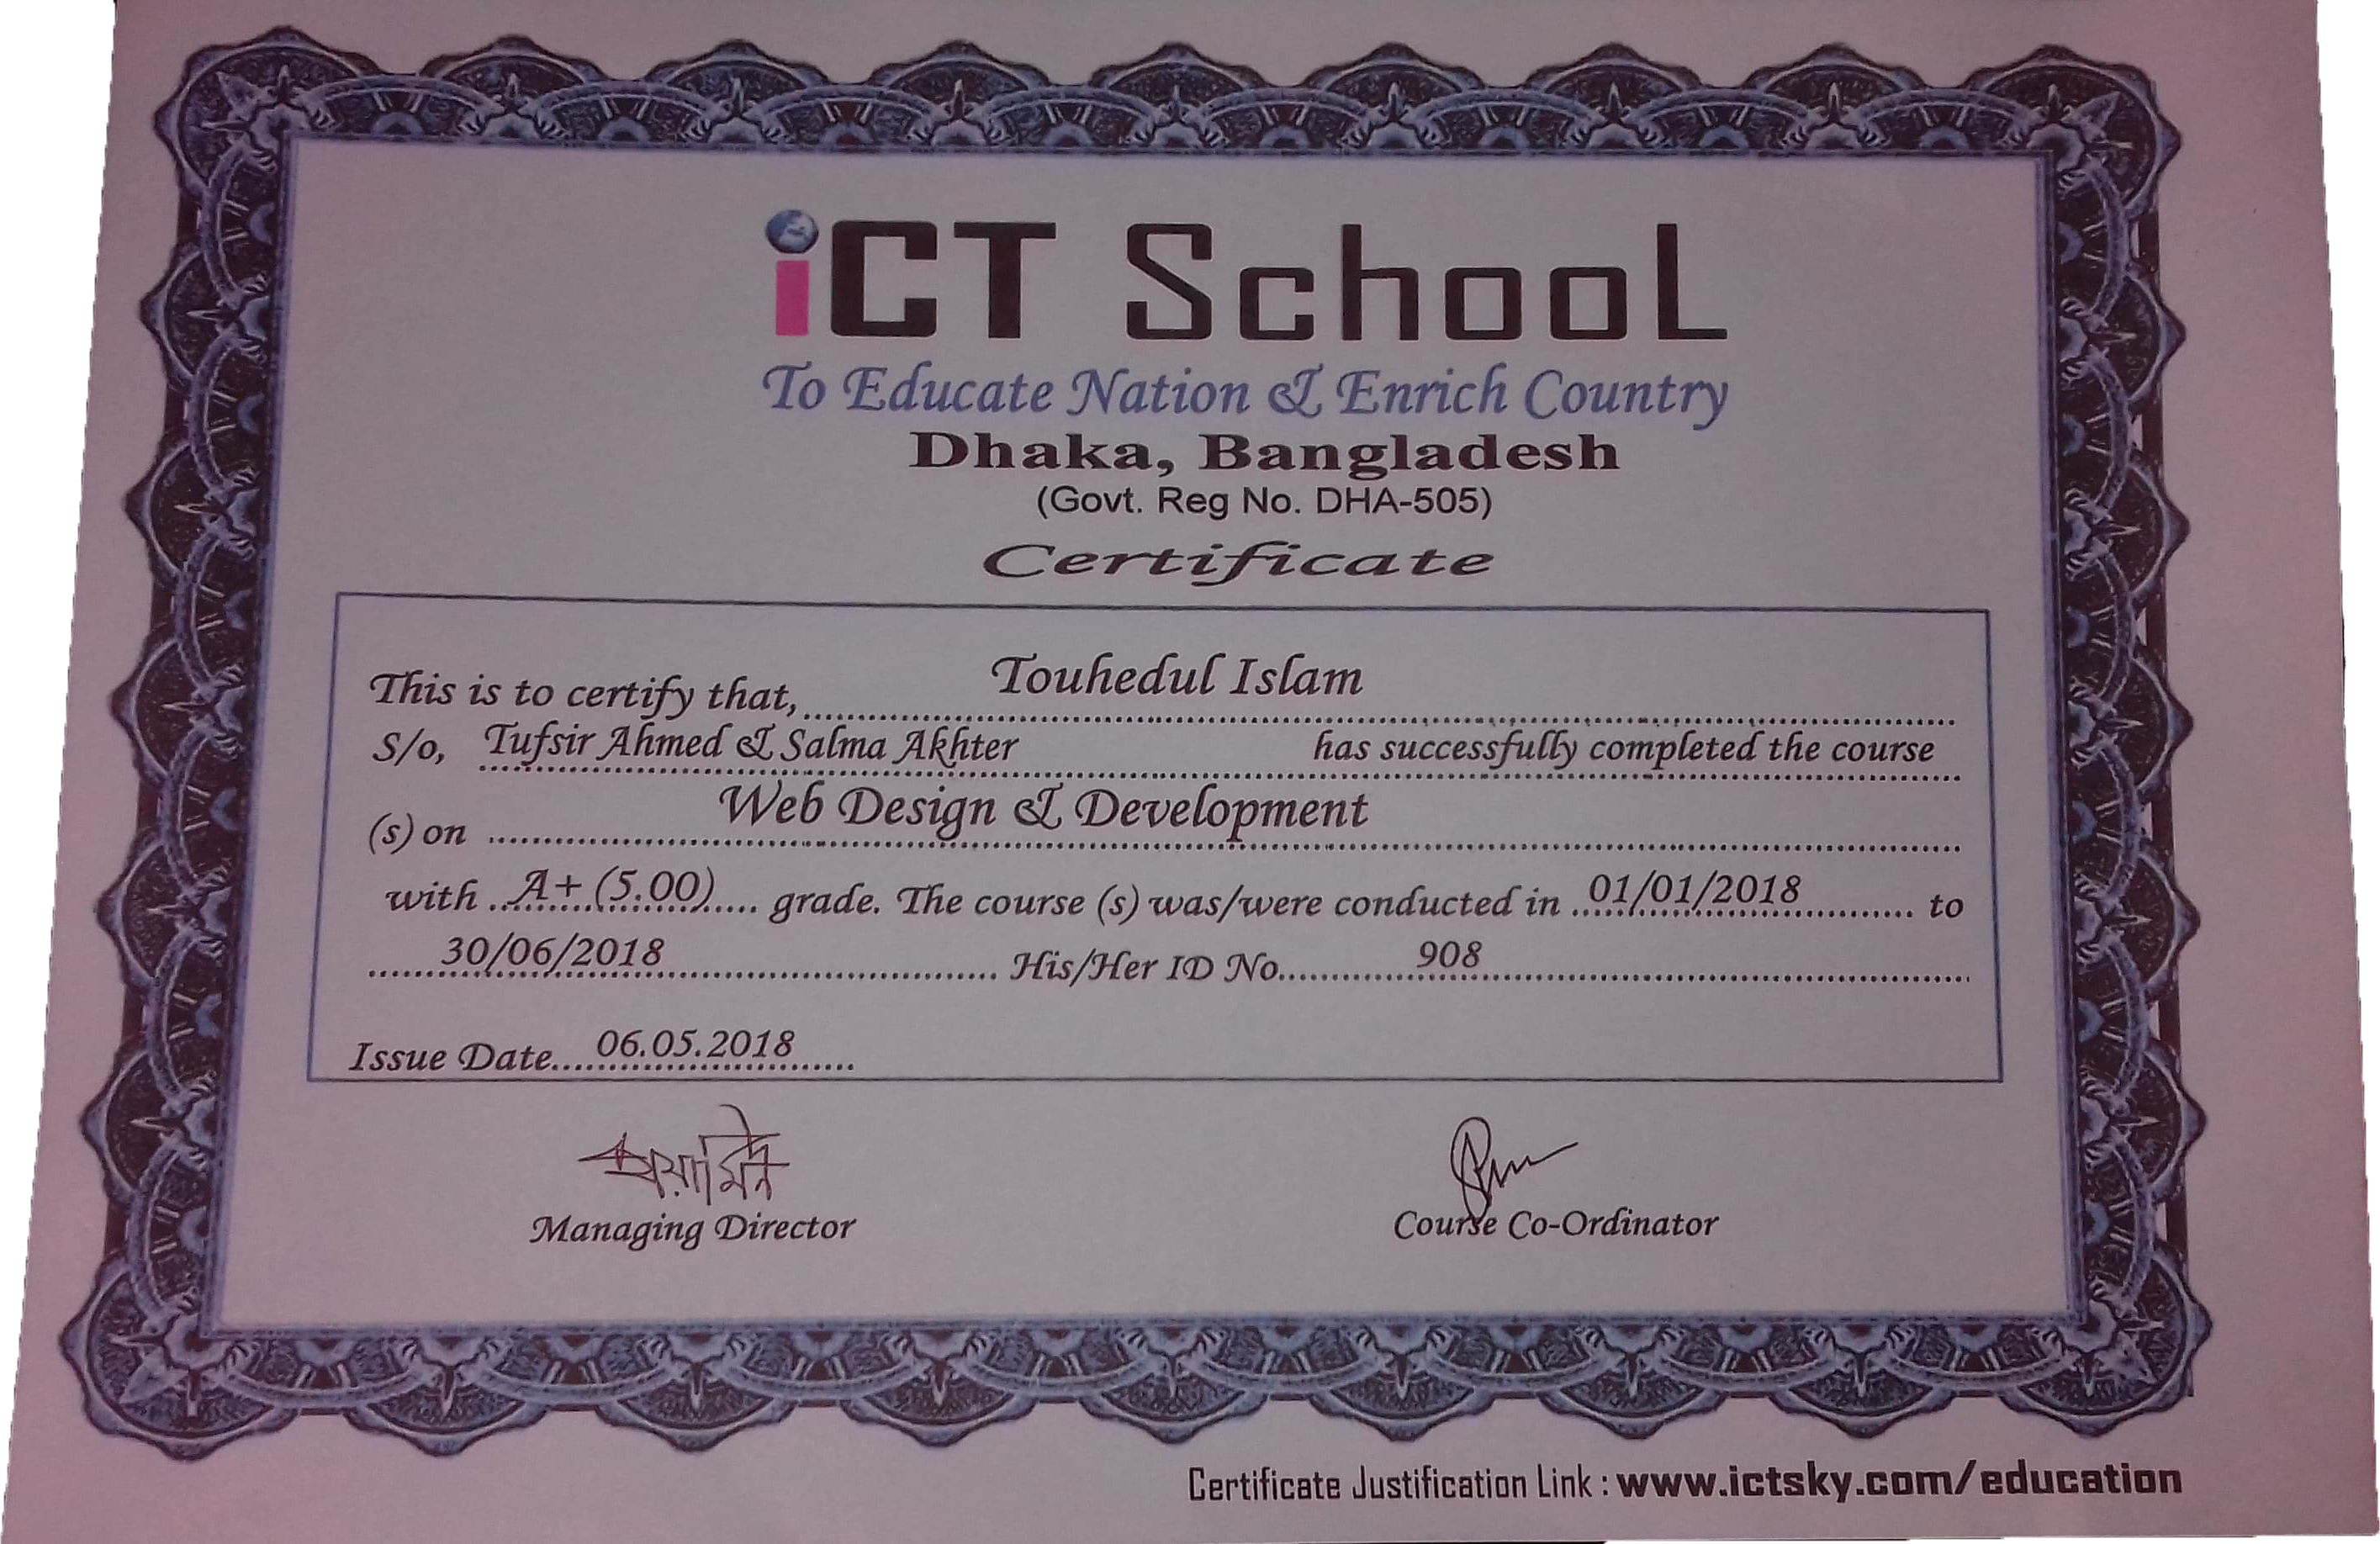 iCT School
To Educate Nation & Enrich Country
Dhaka, Bangladesh
(Govt. Reg No. DHA-505)
Certificate
This is to certify that, Touhedul Islam
S/o, Tufsir Ahmed & Salma Akhter has successfully completed the course
(s) on Web Design & Development
with A+ (5.00) grade. The course (s) was/were conducted in 01/01/2018 to
30/06/2018 His/Her ID No. 908
Issue Date 06.05.2018
Managing Director Course Co-Ordinator
Certificate Justification Link : www.ictsky.com/education